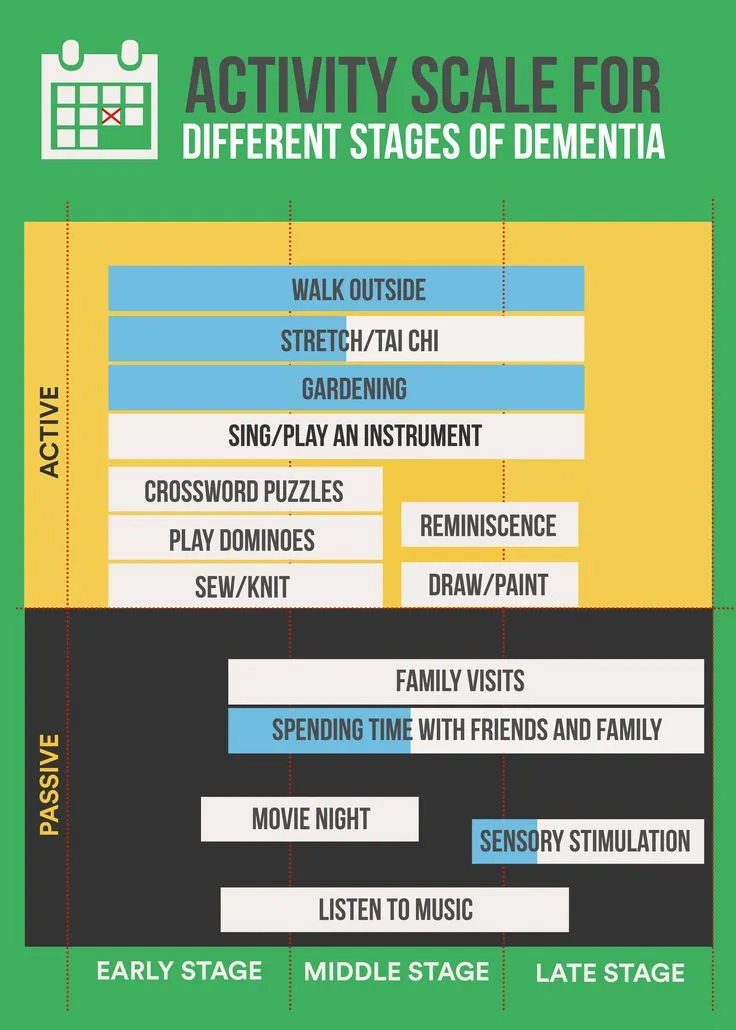 ACTIVITY SCALE FOR
DIFFERENT STAGES OF DEMENTIA
ACTIVE
WALK OUTSIDE
STRETCH/TAI CHI
GARDENING
SING/PLAY AN INSTRUMENT
CROSSWORD PUZZLES
REMINISCENCE
PLAY DOMINOES
SEW/KNIT
DRAW/PAINT
PASSIVE
FAMILY VISITS
SPENDING TIME WITH FRIENDS AND FAMILY
MOVIE NIGHT
SENSORY STIMULATION
LISTEN TO MUSIC
EARLY STAGE
MIDDLE STAGE
LATE STAGE